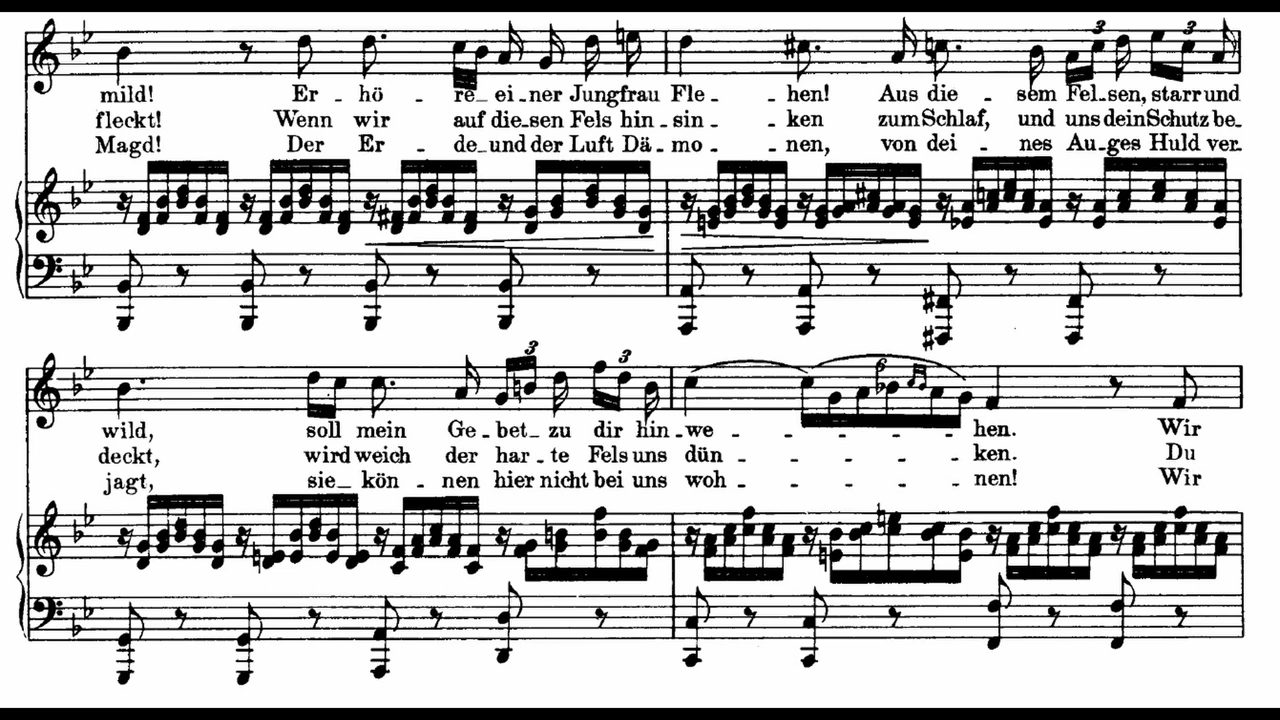 mild! Er-hö-re ei-ner Jungfrau Fle-hen! Aus die-sem Fel-sen, starr und
fleckt! Wenn wir auf die-sen Fels hin-sin-ken zum Schlaf, und uns dein Schutz be-
Magd! Der Er-de und der Luft Dä-mo-nen, von dei-nes Au-ges Huld ver-
wild, soll mein Ge-bet zu dir hin-we-hen. Wir
deckt, wird weich der har-te Fels uns dün-ken. Du
jagt, sie kön-nen hier nicht bei uns woh-nen! Wir